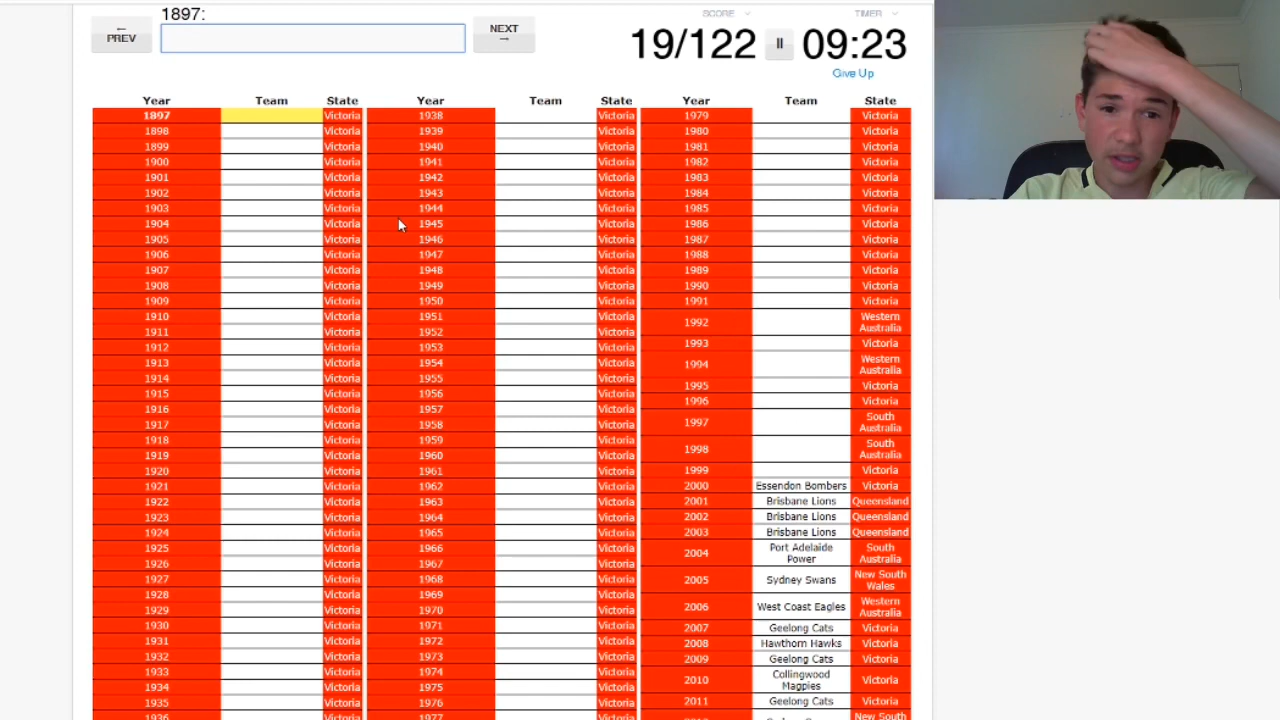 1897:
← PREV
NEXT →
SCORE
19/122
II
TIMER
09:23
Give Up
Year Team State Year Team State Year Team State
1897 Victoria 1938 Victoria 1979 Victoria
1898 Victoria 1939 Victoria 1980 Victoria
1899 Victoria 1940 Victoria 1981 Victoria
1900 Victoria 1941 Victoria 1982 Victoria
1901 Victoria 1942 Victoria 1983 Victoria
1902 Victoria 1943 Victoria 1984 Victoria
1903 Victoria 1944 Victoria 1985 Victoria
1904 Victoria 1945 Victoria 1986 Victoria
1905 Victoria 1946 Victoria 1987 Victoria
1906 Victoria 1947 Victoria 1988 Victoria
1907 Victoria 1948 Victoria 1989 Victoria
1908 Victoria 1949 Victoria 1990 Victoria
1909 Victoria 1950 Victoria 1991 Victoria
1910 Victoria 1951 Victoria 1992 Western Australia
1911 Victoria 1952 Victoria 1993 Victoria
1912 Victoria 1953 Victoria 1994 Western Australia
1913 Victoria 1954 Victoria 1995 Victoria
1914 Victoria 1955 Victoria 1996 Victoria
1915 Victoria 1956 Victoria 1997 South Australia
1916 Victoria 1957 Victoria 1998 South Australia
1917 Victoria 1958 Victoria 1999 Victoria
1918 Victoria 1959 Victoria 2000 Essendon Bombers Victoria
1919 Victoria 1960 Victoria 2001 Brisbane Lions Queensland
1920 Victoria 1961 Victoria 2002 Brisbane Lions Queensland
1921 Victoria 1962 Victoria 2003 Brisbane Lions Queensland
1922 Victoria 1963 Victoria 2004 Port Adelaide Power South Australia
1923 Victoria 1964 Victoria 2005 Sydney Swans New South Wales
1924 Victoria 1965 Victoria 2006 West Coast Eagles Western Australia
1925 Victoria 1966 Victoria 2007 Geelong Cats Victoria
1926 Victoria 1967 Victoria 2008 Hawthorn Hawks Victoria
1927 Victoria 1968 Victoria 2009 Geelong Cats Victoria
1928 Victoria 1969 Victoria 2010 Collingwood Magpies Victoria
1929 Victoria 1970 Victoria 2011 Geelong Cats Victoria
1930 Victoria 1971 Victoria New South
1931 Victoria 1972 Victoria
1932 Victoria 1973 Victoria
1933 Victoria 1974 Victoria
1934 Victoria 1975 Victoria
1935 Victoria 1976 Victoria
1936 Victoria 1977 Victoria